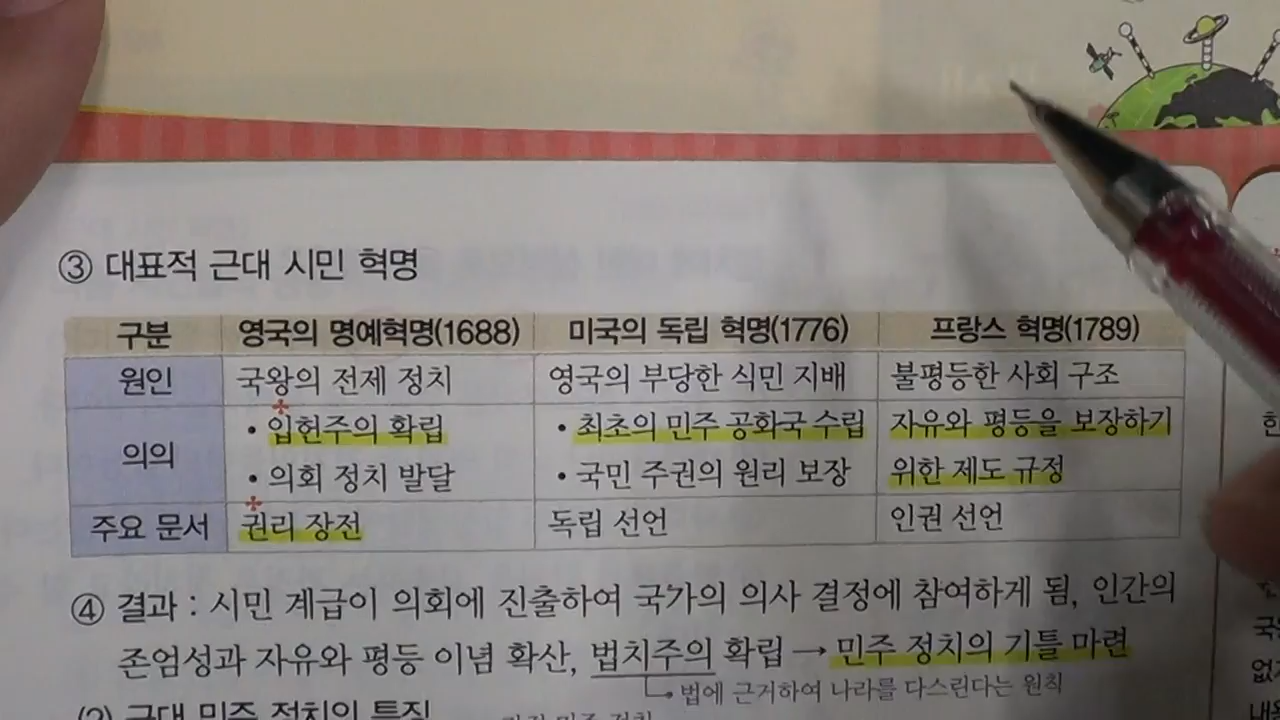 ③ 대표적 근대 시민 혁명
구분 영국의 명예혁명(1688) 미국의 독립 혁명(1776) 프랑스 혁명(1789)
원인 국왕의 전제 정치 영국의 부당한 식민 지배 불평등한 사회 구조
의의 • 입헌주의 확립 • 최초의 민주 공화국 수립 자유와 평등을 보장하기
• 의회 정치 발달 • 국민 주권의 원리 보장 위한 제도 규정
주요 문서 권리 장전 독립 선언 인권 선언
④ 결과 : 시민 계급이 의회에 진출하여 국가의 의사 결정에 참여하게 됨, 인간의
존엄성과 자유와 평등 이념 확산, 법치주의 확립 → 민주 정치의 기틀 마련
법에 근거하여 나라를 다스린다는 원칙
(2) 근대 민주 정치의 특징